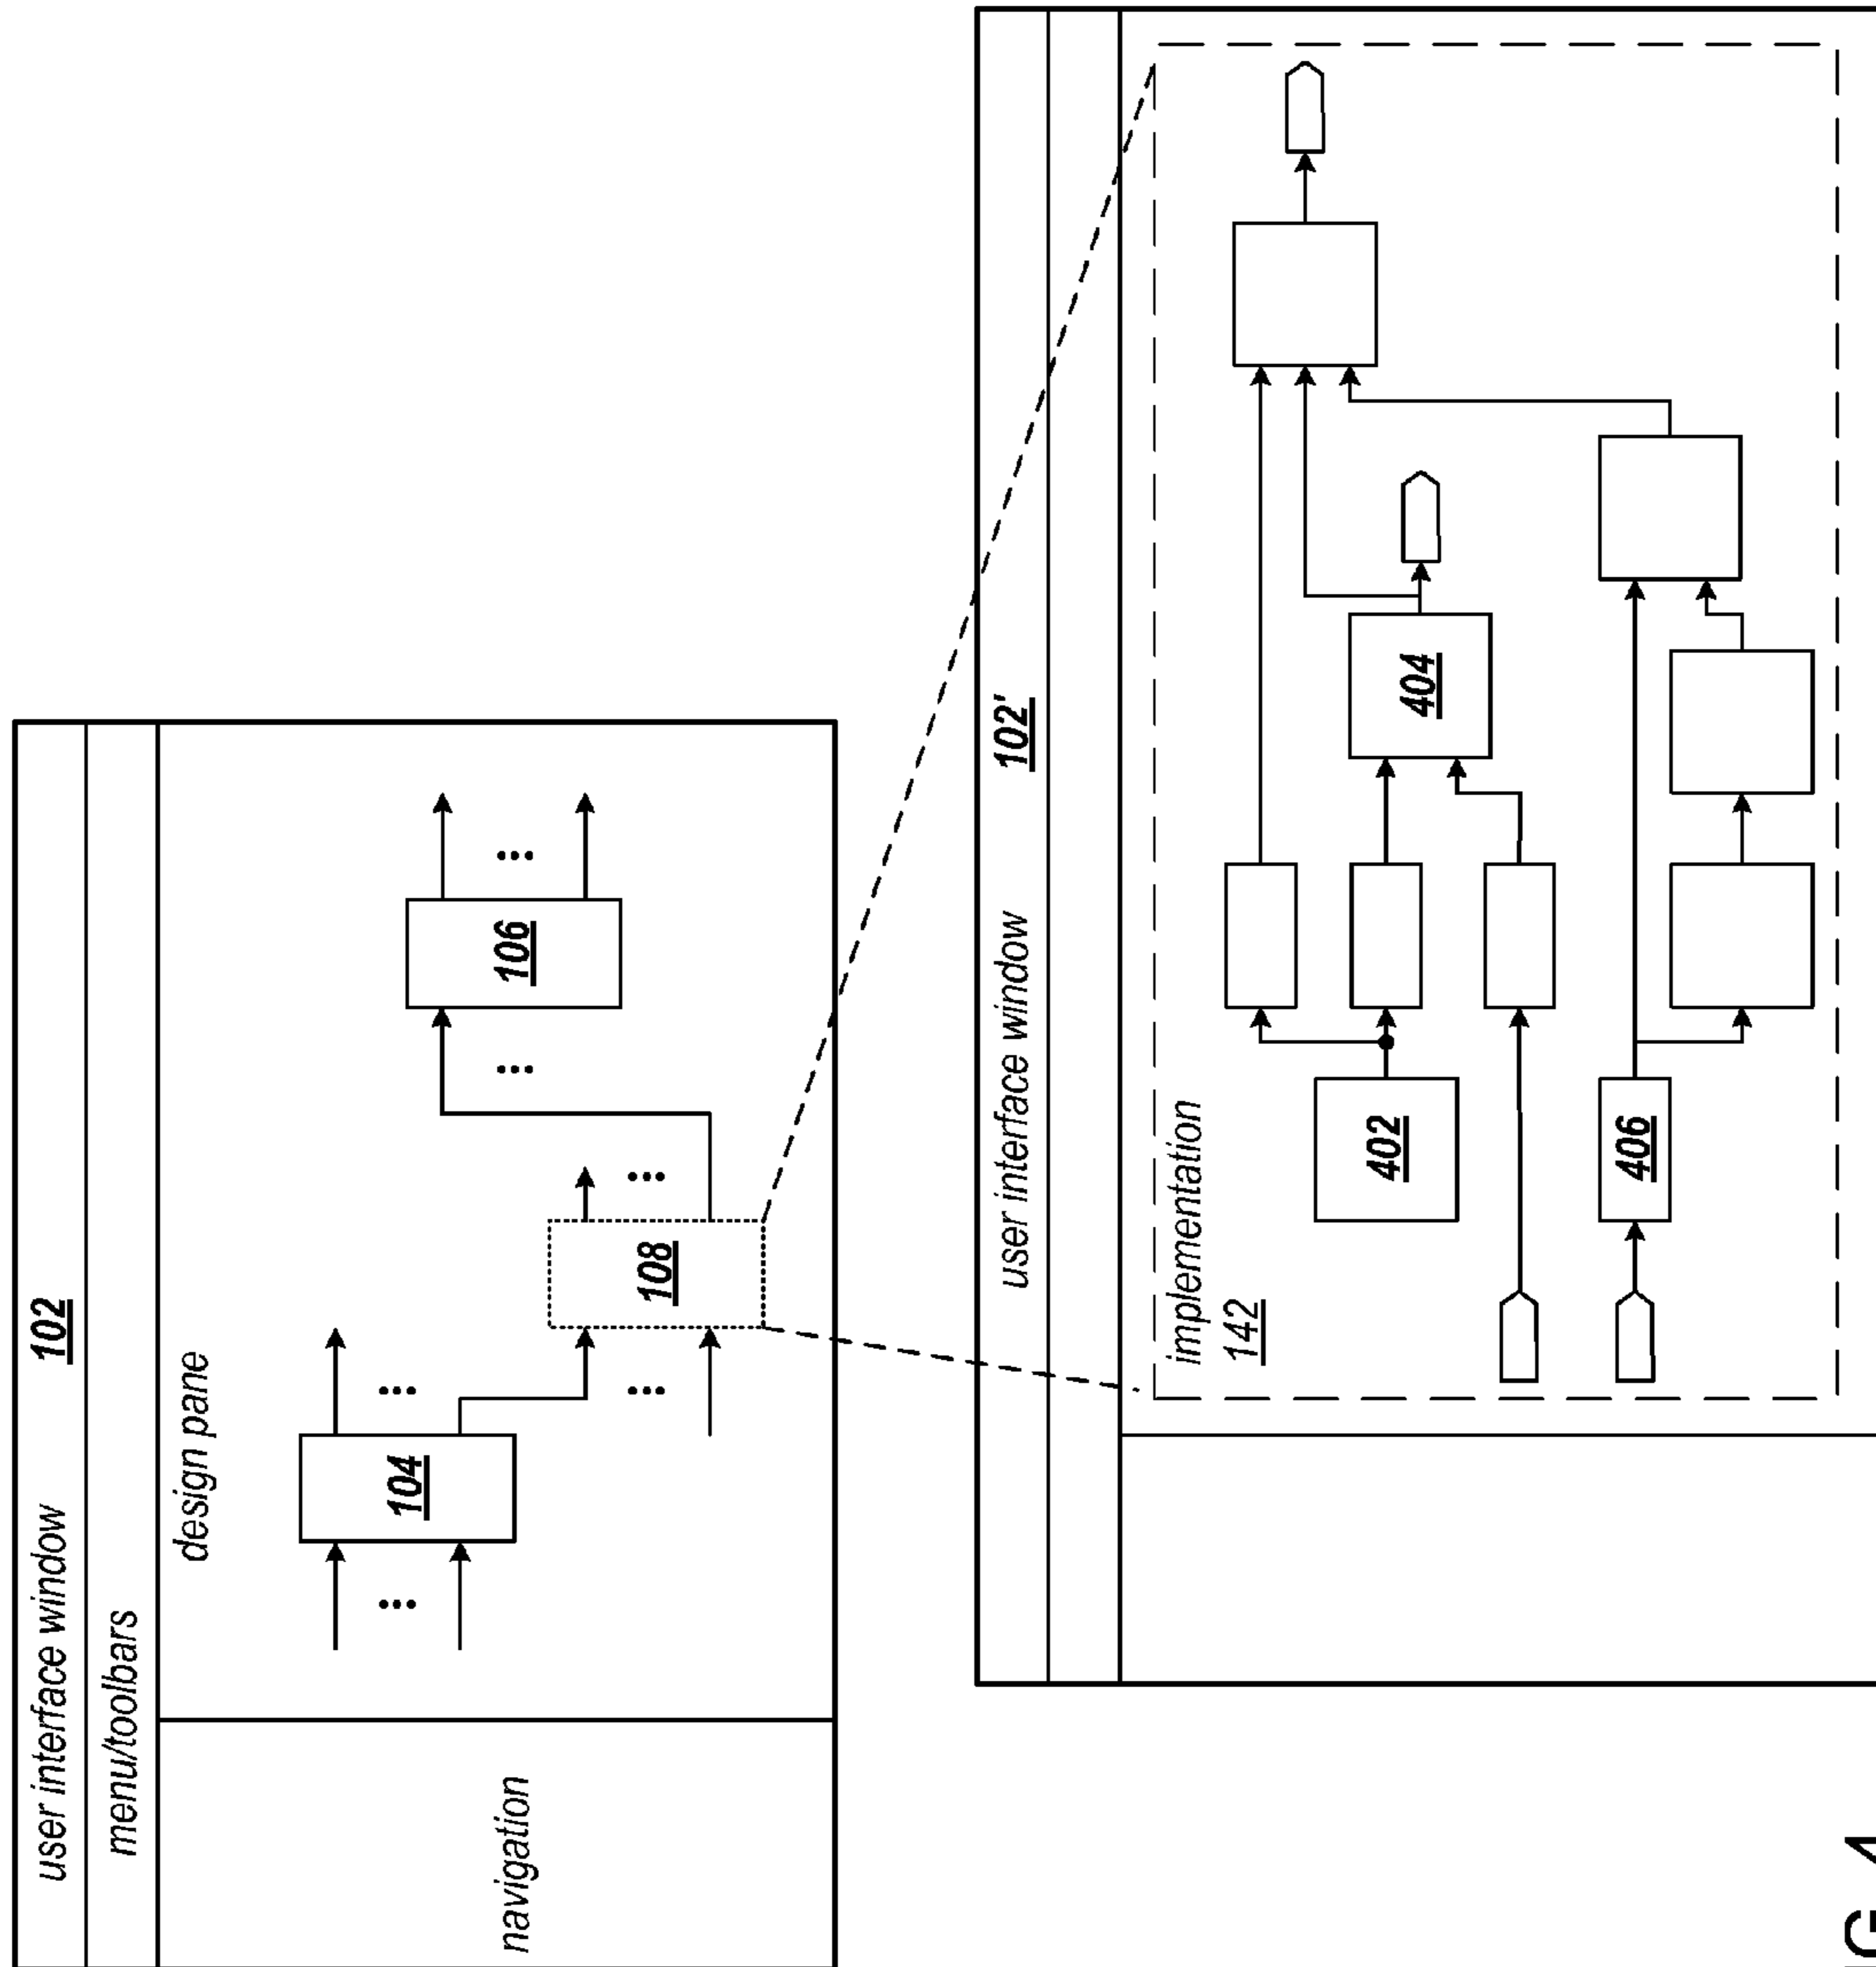 user interface window 102
menu/toolbars
navigation
design pane
104
...
...
108
...
...
...
106
...
user interface window 102'
implementation
142
402
404
406